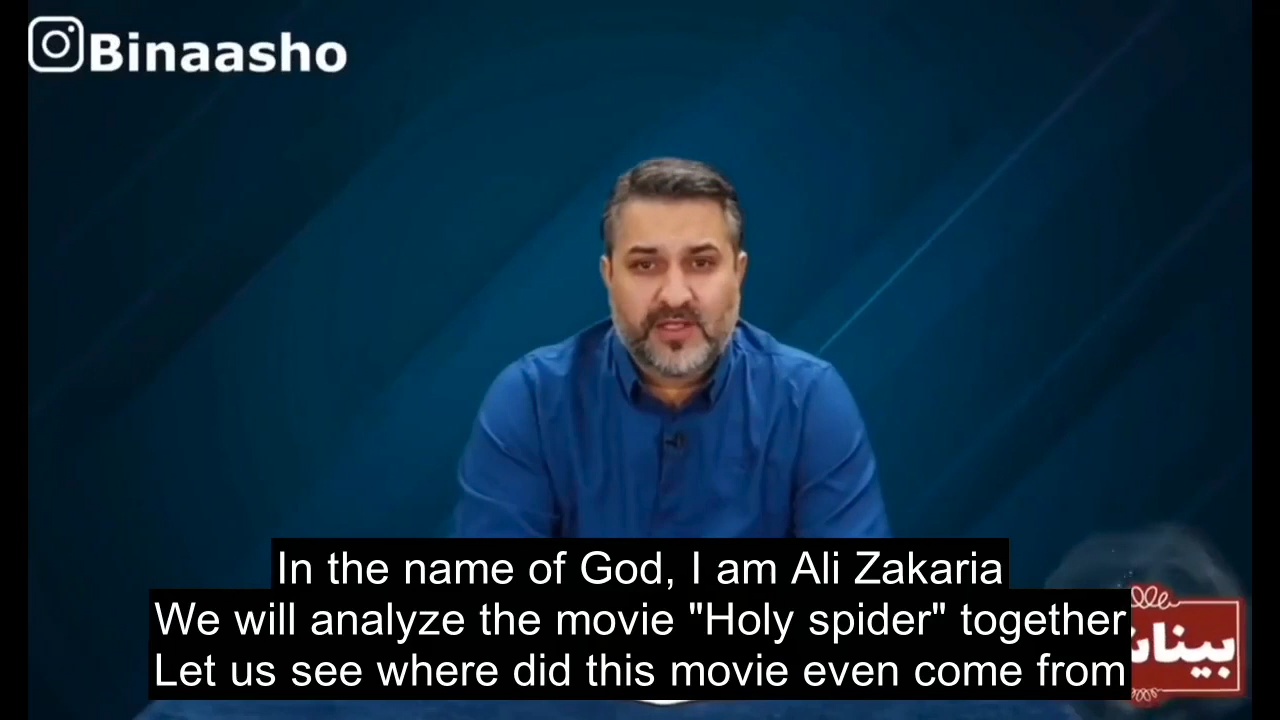 Binaasho
In the name of God, I am Ali Zakaria
We will analyze the movie "Holy spider" together
Let us see where did this movie even come from